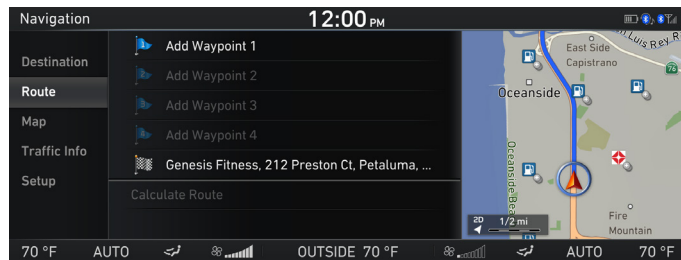 Navigation
12:00 PM
Destination
Route
Map
Traffic Info
Setup
Add Waypoint 1
Add Waypoint 2
Add Waypoint 3
Add Waypoint 4
Genesis Fitness, 212 Preston Ct, Petaluma, ...
Calculate Route
East Side
Capistrano
Luis Rey R
76
Oceanside
Oceanside Bea
Fire
Mountain
2D
1/2 mi
70 °F
AUTO
OUTSIDE 70 °F
AUTO
70 °F